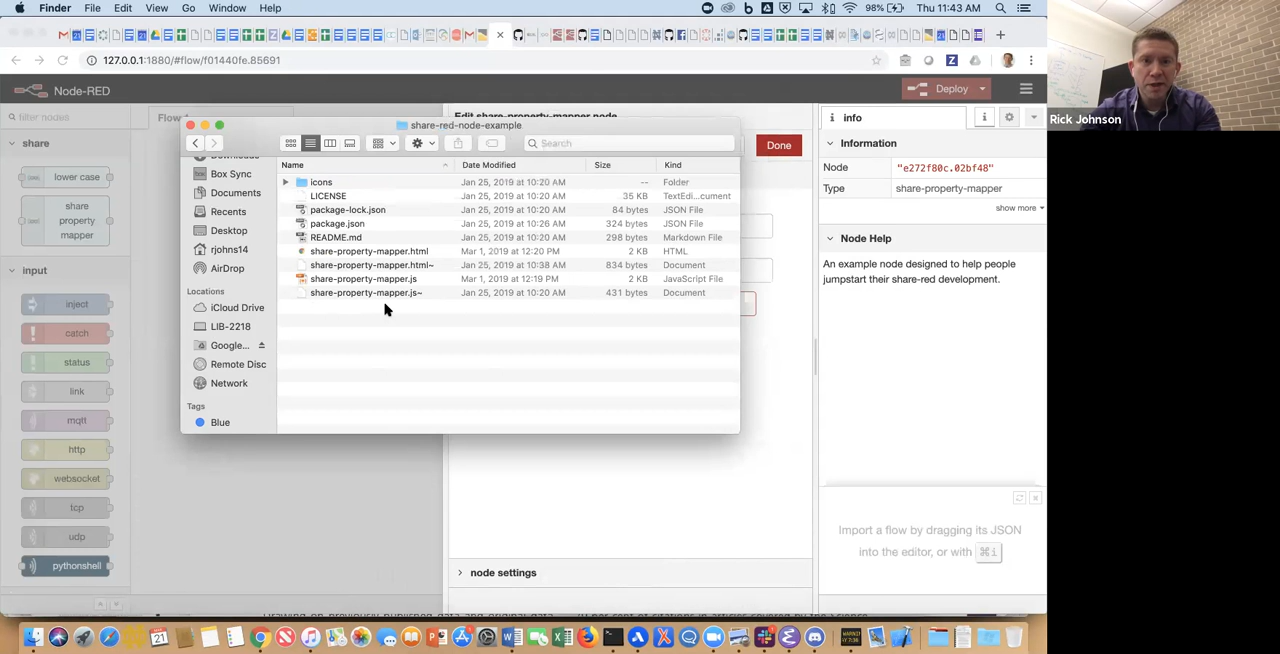 Finder File Edit View Go Window Help
98% Thu 11:43 AM
127.0.0.1:1880/#flow/f01440fe.85691
Node-RED
Deploy
filter nodes
Flow
Edit share-property-mapper node
info
share
lower case
share
property
mapper
input
inject
catch
status
link
mqtt
http
websocket
tcp
udp
pythonshell
share-red-node-example
Search
Done
Name Date Modified Size Kind
Downloads
Box Sync
Documents
Recents
Desktop
rjohns14
AirDrop
Locations
iCloud Drive
LIB-2218
Google...
Remote Disc
Network
Tags
Blue
icons Jan 25, 2019 at 10:20 AM -- Folder
LICENSE Jan 25, 2019 at 10:20 AM 35 KB TextEdi...cument
package-lock.json Jan 25, 2019 at 10:20 AM 84 bytes JSON File
package.json Jan 25, 2019 at 10:26 AM 324 bytes JSON File
README.md Jan 25, 2019 at 10:20 AM 298 bytes Markdown File
share-property-mapper.html Mar 1, 2019 at 12:20 PM 2 KB HTML
share-property-mapper.html~ Jan 25, 2019 at 10:38 AM 834 bytes Document
share-property-mapper.js Mar 1, 2019 at 12:19 PM 2 KB JavaScript File
share-property-mapper.js~ Jan 25, 2019 at 10:20 AM 431 bytes Document
node settings
Information
Node "e272f80c.02bf48"
Type share-property-mapper
show more
Node Help
An example node designed to help people
jumpstart their share-red development.
Import a flow by dragging its JSON
into the editor, or with ⌘i
Rick Johnson